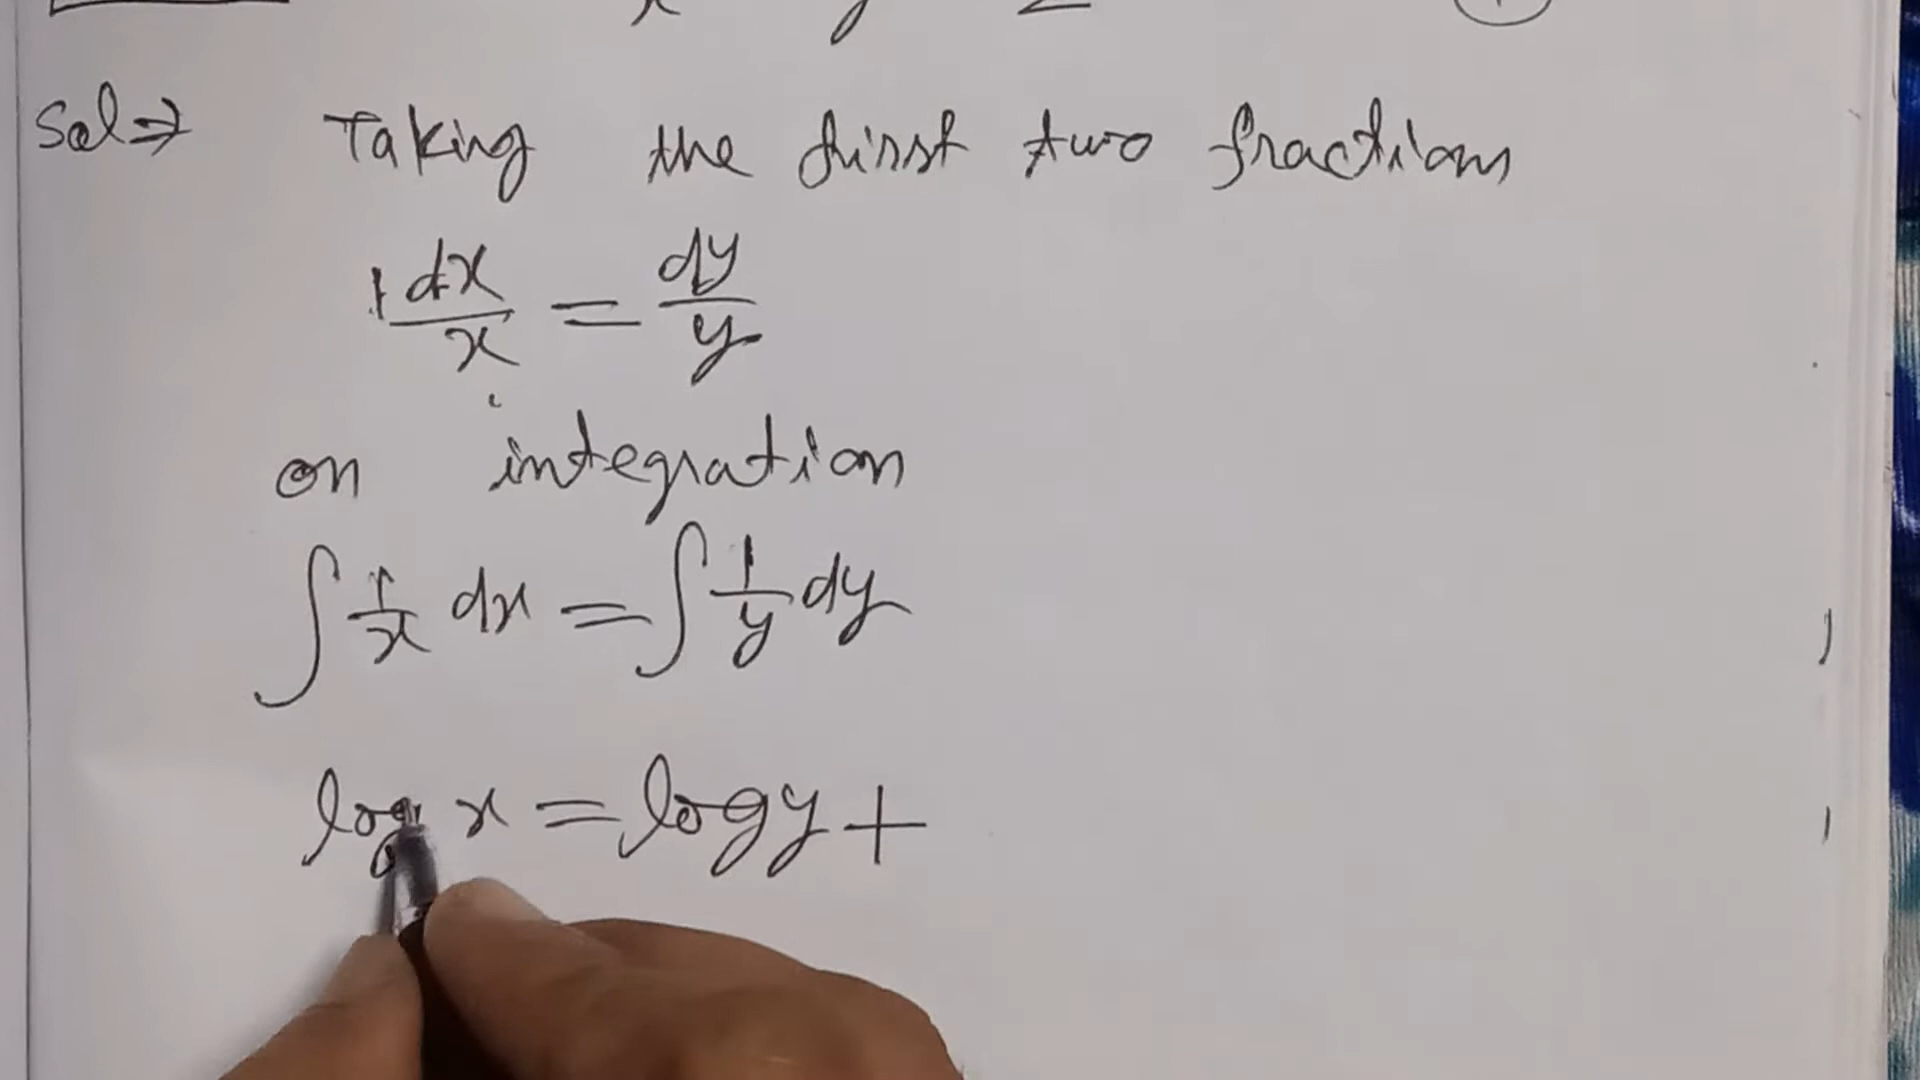 x y z
Sol⇒ Taking the first two fractions
dx/x = dy/y
on integration
∫ 1/x dx = ∫ 1/y dy
log x = log y +